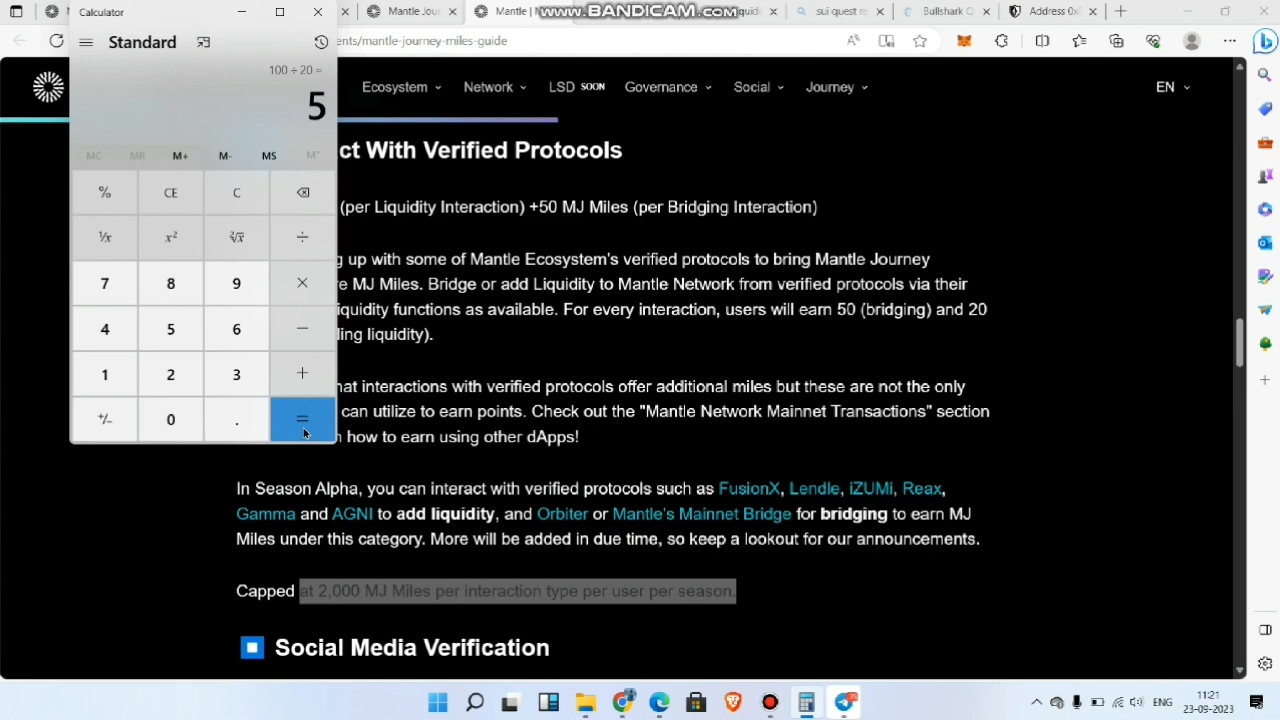 Calculator
Mantle Jou
Mantle |
www.BANDICAM.com
quidi
sui quest re
Bullshark Q
Address 0x
ents/mantle-journey-miles-guide
Standard
100 ÷ 20 =
5
Ecosystem
Network
LSD SOON
Governance
Social
Journey
EN
MC MR M+ M- MS M˅
% CE C
¹/x x² ²√x ÷
7 8 9 ×
4 5 6 −
1 2 3 +
+/− 0 . =
ct With Verified Protocols
(per Liquidity Interaction) +50 MJ Miles (per Bridging Interaction)
g up with some of Mantle Ecosystem's verified protocols to bring Mantle Journey
re MJ Miles. Bridge or add Liquidity to Mantle Network from verified protocols via their
iquidity functions as available. For every interaction, users will earn 50 (bridging) and 20
ling liquidity).
hat interactions with verified protocols offer additional miles but these are not the only
can utilize to earn points. Check out the "Mantle Network Mainnet Transactions" section
n how to earn using other dApps!
In Season Alpha, you can interact with verified protocols such as FusionX, Lendle, iZUMi, Reax,
Gamma and AGNI to add liquidity, and Orbiter or Mantle's Mainnet Bridge for bridging to earn MJ
Miles under this category. More will be added in due time, so keep a lookout for our announcements.
Capped at 2,000 MJ Miles per interaction type per user per season.
Social Media Verification
ENG
11:21
23-09-2023